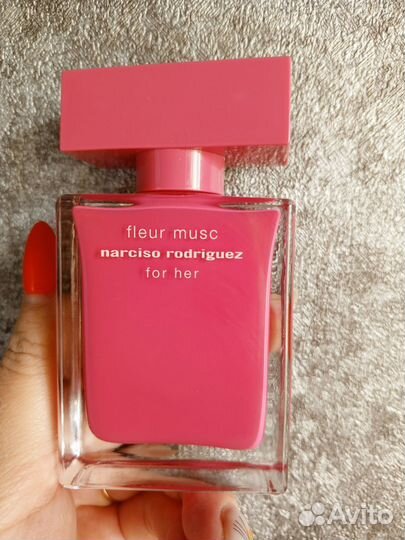 fleur musc
narciso rodriguez
for her
Avito